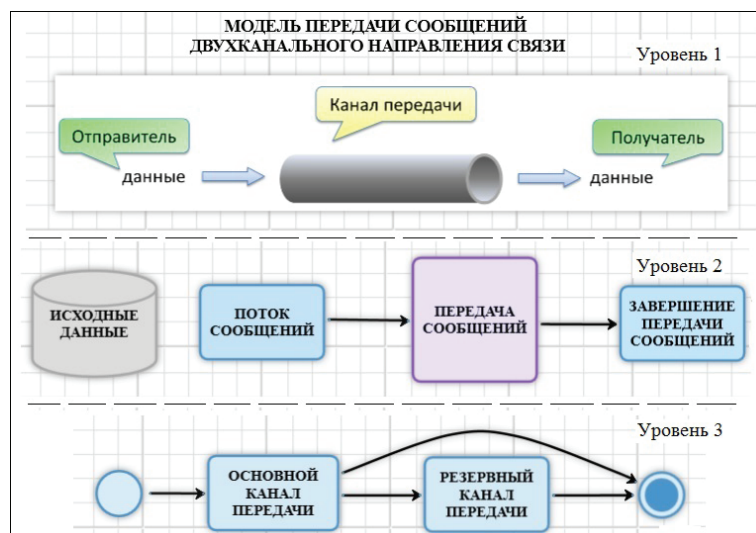 МОДЕЛЬ ПЕРЕДАЧИ СООБЩЕНИЙ
ДВУХКАНАЛЬНОГО НАПРАВЛЕНИЯ СВЯЗИ
Уровень 1
Канал передачи
Отправитель
Получатель
данные
данные
Уровень 2
ИСХОДНЫЕ
ДАННЫЕ
ПОТОК
СООБЩЕНИЙ
ПЕРЕДАЧА
СООБЩЕНИЙ
ЗАВЕРШЕНИЕ
ПЕРЕДАЧИ
СООБЩЕНИЙ
Уровень 3
ОСНОВНОЙ
КАНАЛ
ПЕРЕДАЧИ
РЕЗЕРВНЫЙ
КАНАЛ
ПЕРЕДАЧИ